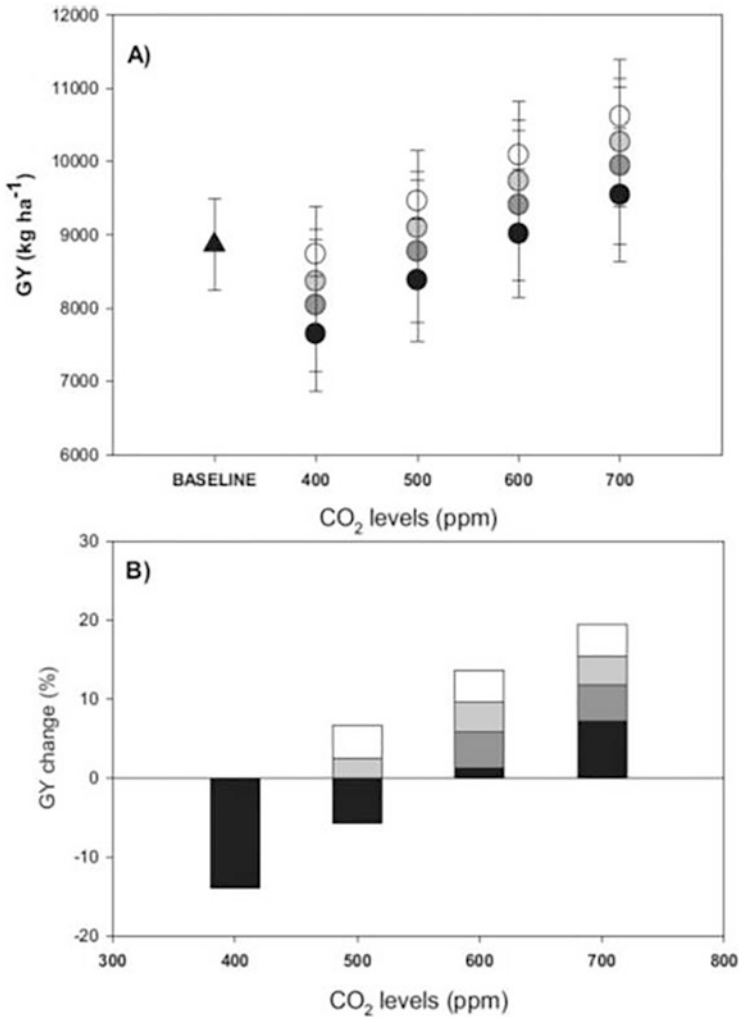 A)
12000
11000
10000
9000
8000
7000
6000
GY (kg ha⁻¹)
BASELINE 400 500 600 700
CO₂ levels (ppm)
B)
30
20
10
0
-10
-20
GY change (%)
300 400 500 600 700 800
CO₂ levels (ppm)